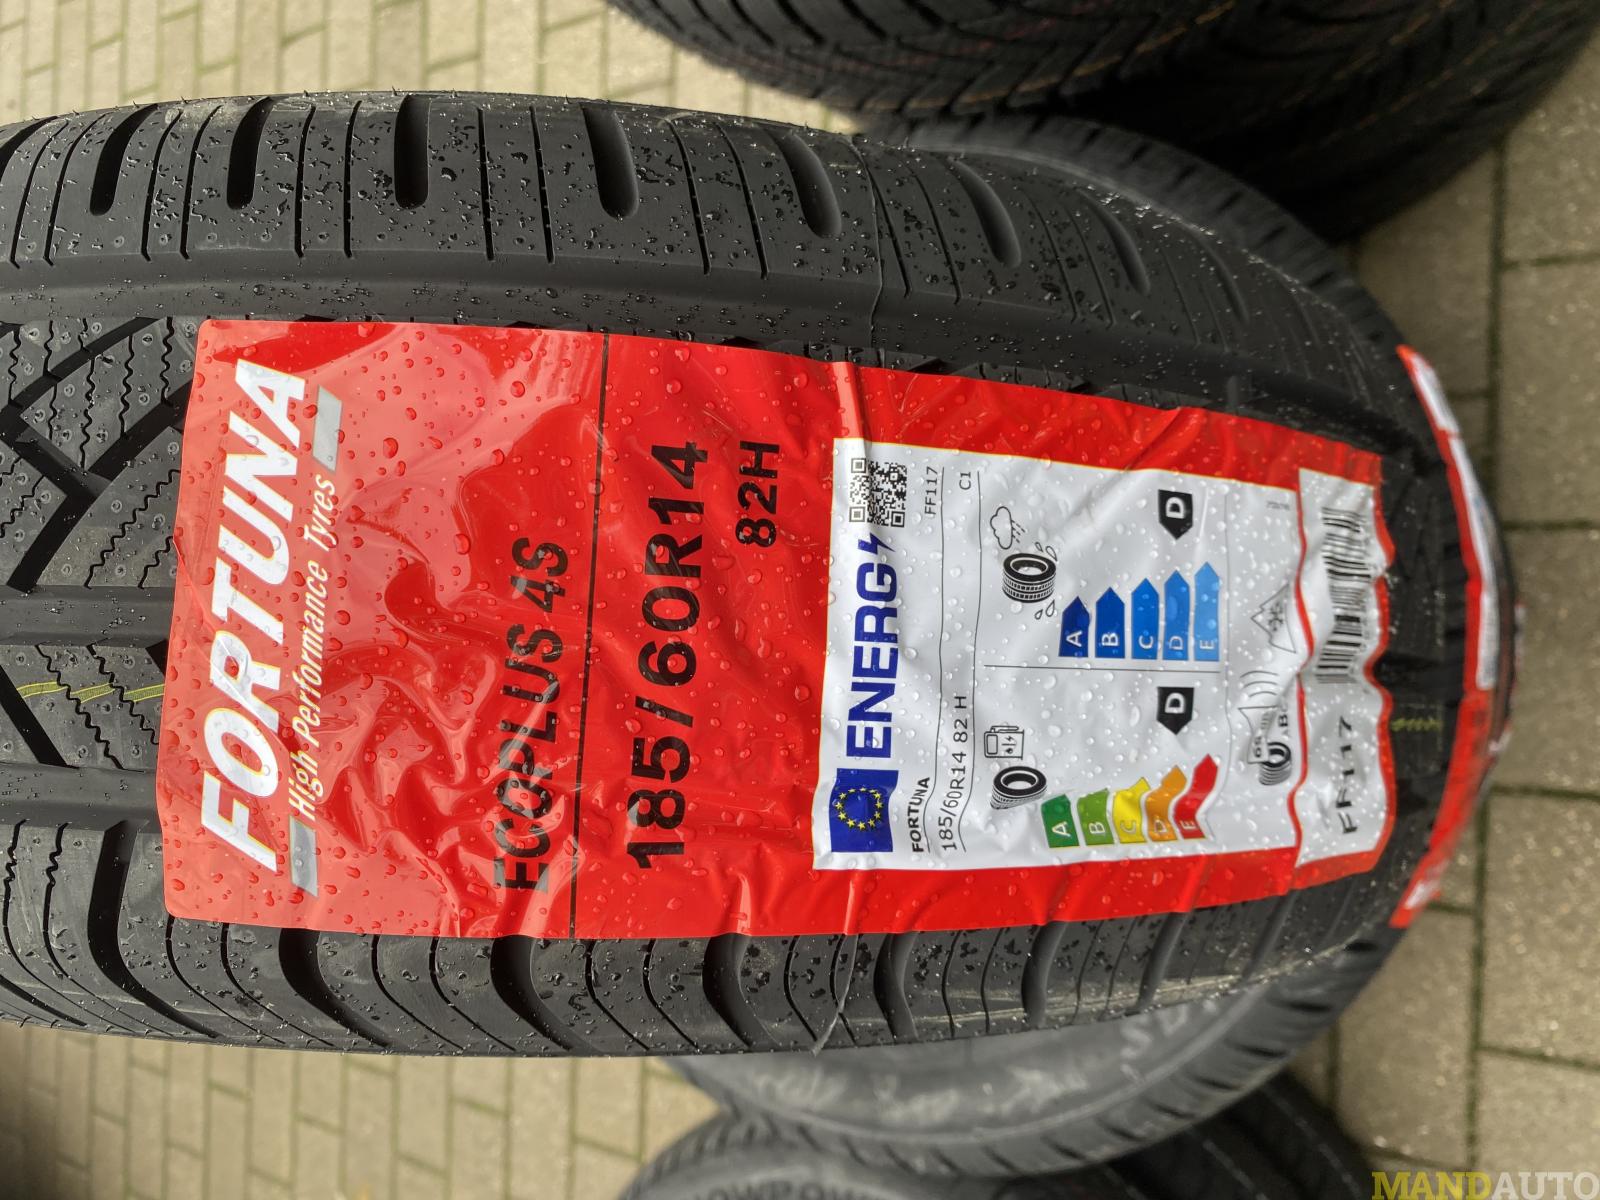 FORTUNA
High Performance Tyres
ECOPLUS 4S
185/60R14
82H
ENERG
FORTUNA
FF117
185/60R14 82 H
C1
A
B
C
D
E
D
A
B
C
D
E
D
FF117
MANDAUTO